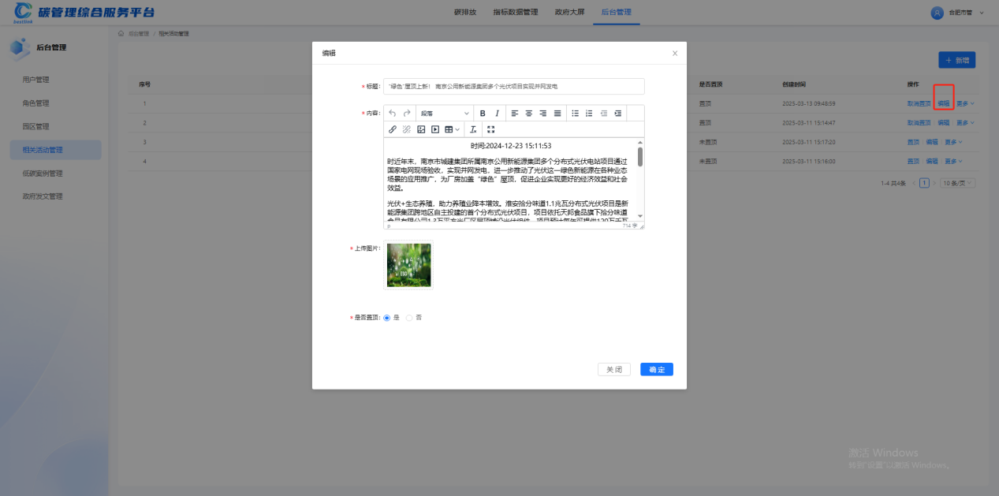 bestlink 碳管理综合服务平台 碳排放 指标数据管理 政府大屏 后台管理 合肥市管
后台管理
后台管理 / 相关活动管理
用户管理
角色管理
园区管理
相关活动管理
低碳案例管理
政府发文管理
+ 新增
序号 是否置顶 创建时间 操作
1 置顶 2025-03-13 09:48:59 取消置顶 编辑 更多
2 置顶 2025-03-11 15:14:47 取消置顶 编辑 更多
3 未置顶 2025-03-11 15:17:20 置顶 编辑 更多
4 未置顶 2025-03-11 15:16:00 置顶 编辑 更多
1-4 共4条 < 1 > 10 条/页
编辑
* 标题: “绿色”屋顶上新! 南京公用新能源集团多个光伏项目实现并网发电
* 内容:
段落 B I
时间:2024-12-23 15:11:53
时近年末，南京市城建集团所属南京公用新能源集团多个分布式光伏电站项目通过
国家电网现场验收，实现并网发电，进一步推动了光伏这一绿色新能源在各种业态
场景的应用推广，为厂房加盖“绿色”屋顶，促进企业实现更好的经济效益和社会
效益。
光伏+生态养殖，助力养殖业降本增效。淮安拾分味道1.1兆瓦分布式光伏项目是新
能源集团跨地区自主投建的首个分布式光伏项目，项目依托天邦食品旗下拾分味道
食品有限公司1.3万平方米厂区屋顶铺设光伏组件，项目预计每年可提供120万千瓦
p 714 字
* 上传图片:
* 是否置顶: 是 否
关 闭 确 定
激活 Windows
转到“设置”以激活 Windows。